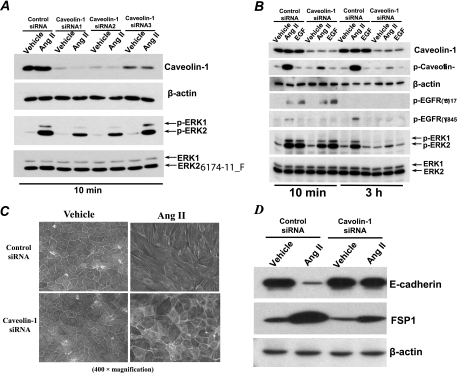 A
Control siRNA
Caveolin-1 siRNA1
Caveolin-1 siRNA2
Caveolin-1 siRNA3
Vehicle
Ang II
Vehicle
Ang II
Vehicle
Ang II
Vehicle
Ang II
Caveolin-1
β-actin
p-ERK1
p-ERK2
ERK1
ERK2
6174-11_F
10 min
B
Control siRNA
Caveolin-1 siRNA
Control siRNA
Caveolin-1 siRNA
Vehicle
Ang II
EGF
Vehicle
Ang II
EGF
Vehicle
Ang II
EGF
Vehicle
Ang II
EGF
Caveolin-1
p-Caveolin-
β-actin
p-EGFR
p-EGFR
p-ERK1
p-ERK2
ERK1
ERK2
10 min
3 h
C
Vehicle
Ang II
Control siRNA
Caveolin-1 siRNA
(400 × magnification)
D
Control siRNA
Cavolin-1 siRNA
Vehicle
Ang II
Vehicle
Ang II
E-cadherin
FSP1
β-actin